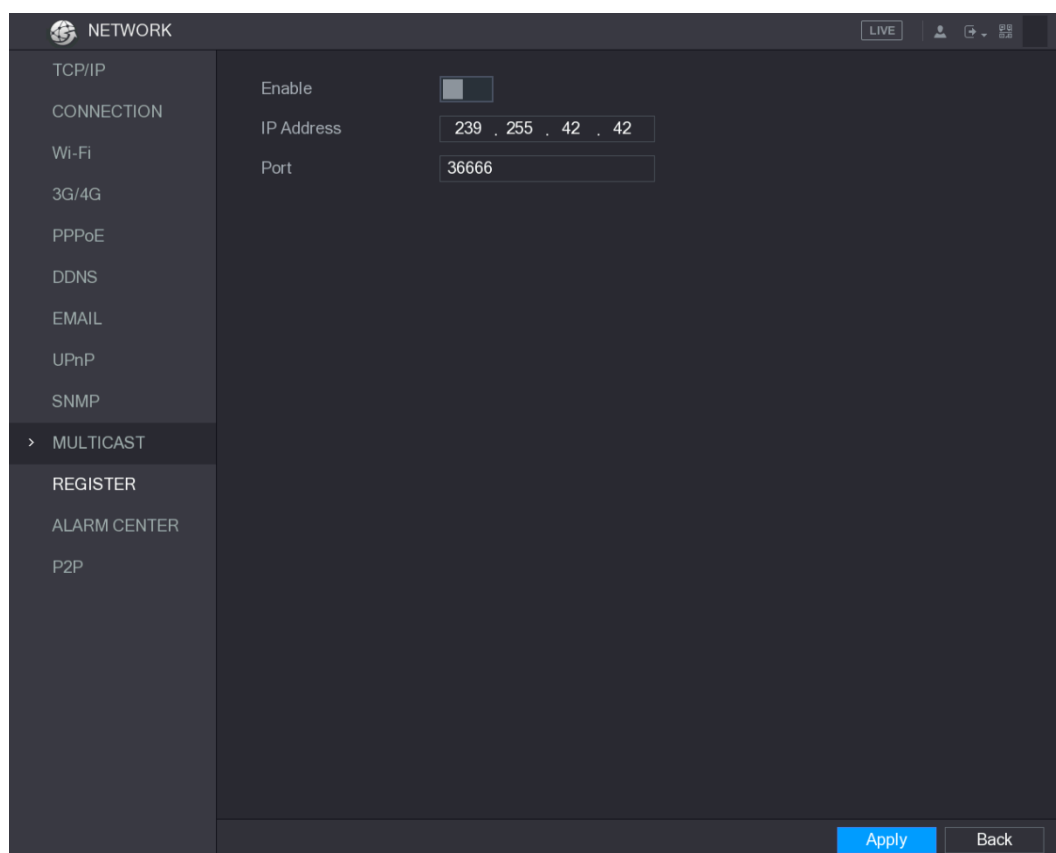 NETWORK
LIVE
TCP/IP
CONNECTION
Wi-Fi
3G/4G
PPPoE
DDNS
EMAIL
UPnP
SNMP
> MULTICAST
REGISTER
ALARM CENTER
P2P
Enable
IP Address 239 . 255 . 42 . 42
Port 36666
Apply Back